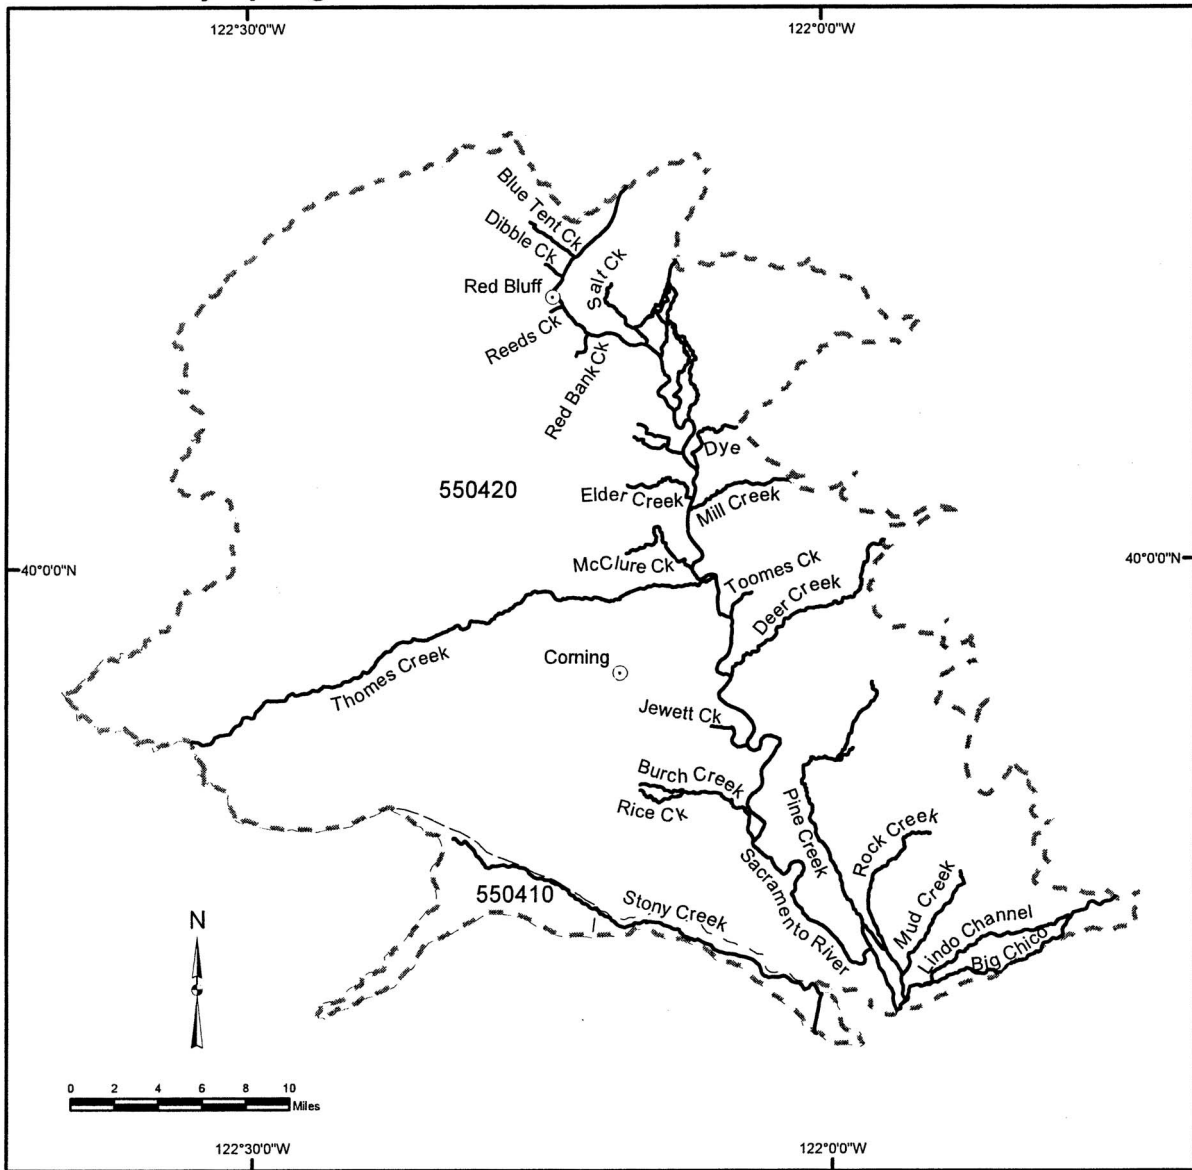 122°30'0"W
122°0'0"W
Blue Tent Ck
Dibble Ck
Salt Ck
Red Bluff
Reeds Ck
Red Bank Ck
Dye
550420
Elder Creek
Mill Creek
40°0'0"N
McClure Ck
Toomes Ck
40°0'0"N
Deer Creek
Thomes Creek
Corning
Jewett Ck
Burch Creek
Rice Ck
Pine Creek
Rock Creek
Sacramento River
Mud Creek
550410
Stony Creek
Lindo Channel
Big Chico
N
0 2 4 6 8 10
Miles
122°30'0"W
122°0'0"W